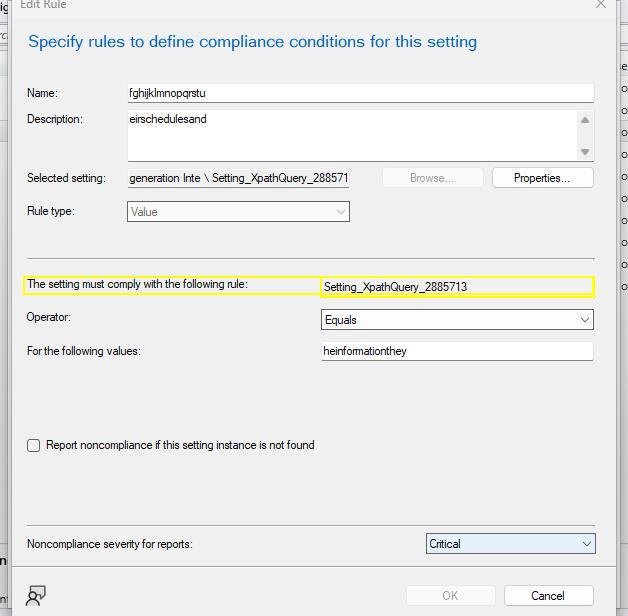 Edit Rule
Specify rules to define compliance conditions for this setting
Name: fghijklmnopqrstu
Description: eirschedulesand
Selected setting: generation Inte \ Setting_XpathQuery_288571 Browse... Properties...
Rule type: Value
The setting must comply with the following rule: Setting_XpathQuery_2885713
Operator: Equals
For the following values: heinformationthey
Report noncompliance if this setting instance is not found
Noncompliance severity for reports: Critical
OK Cancel